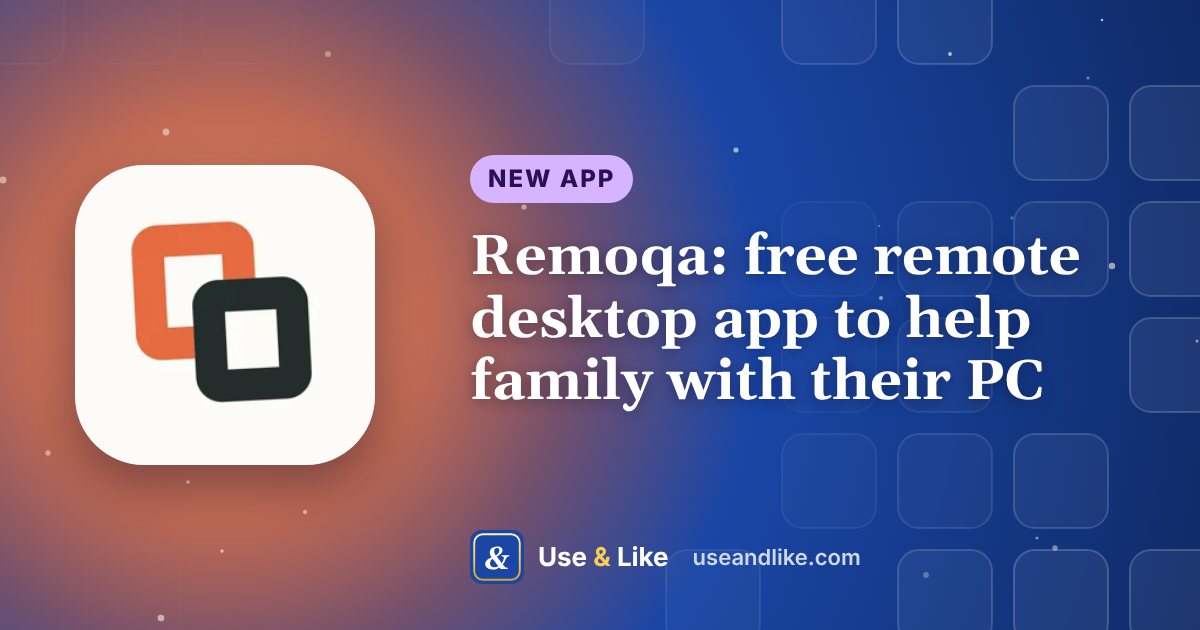 NEW APP
Remoqa: free remote
desktop app to help
family with their PC
& Use & Like useandlike.com